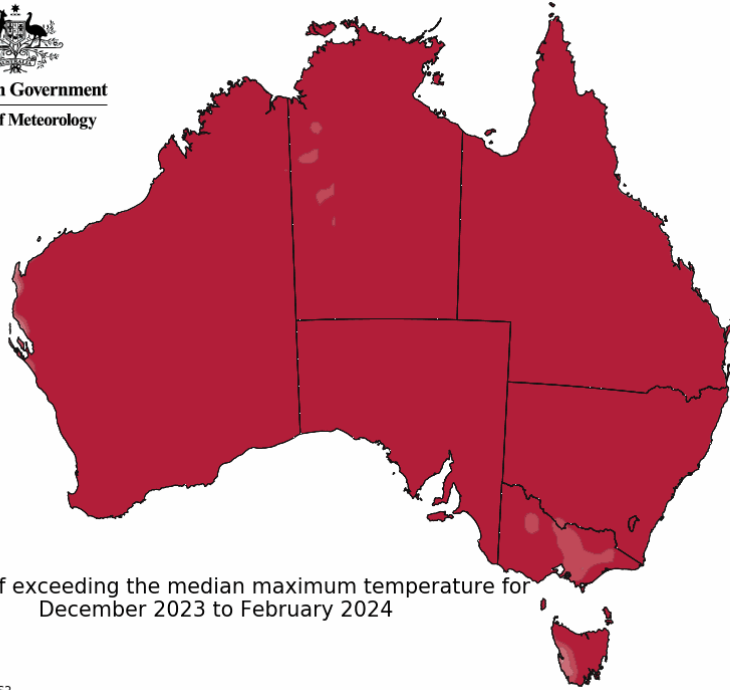 n Government
f Meteorology
f exceeding the median maximum temperature for
December 2023 to February 2024